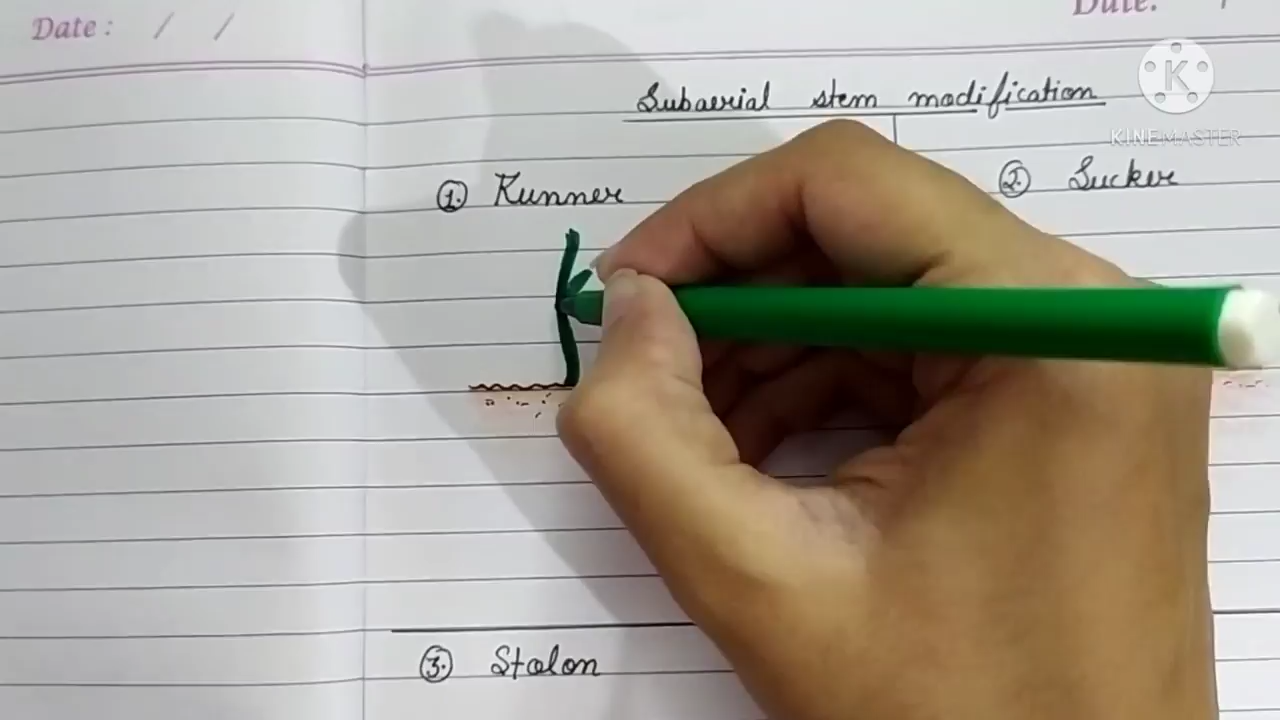 Date : / /
Date.
Subaerial stem modification
K
KINEMASTER
1. Runner
2. Sucker
3. Stolon